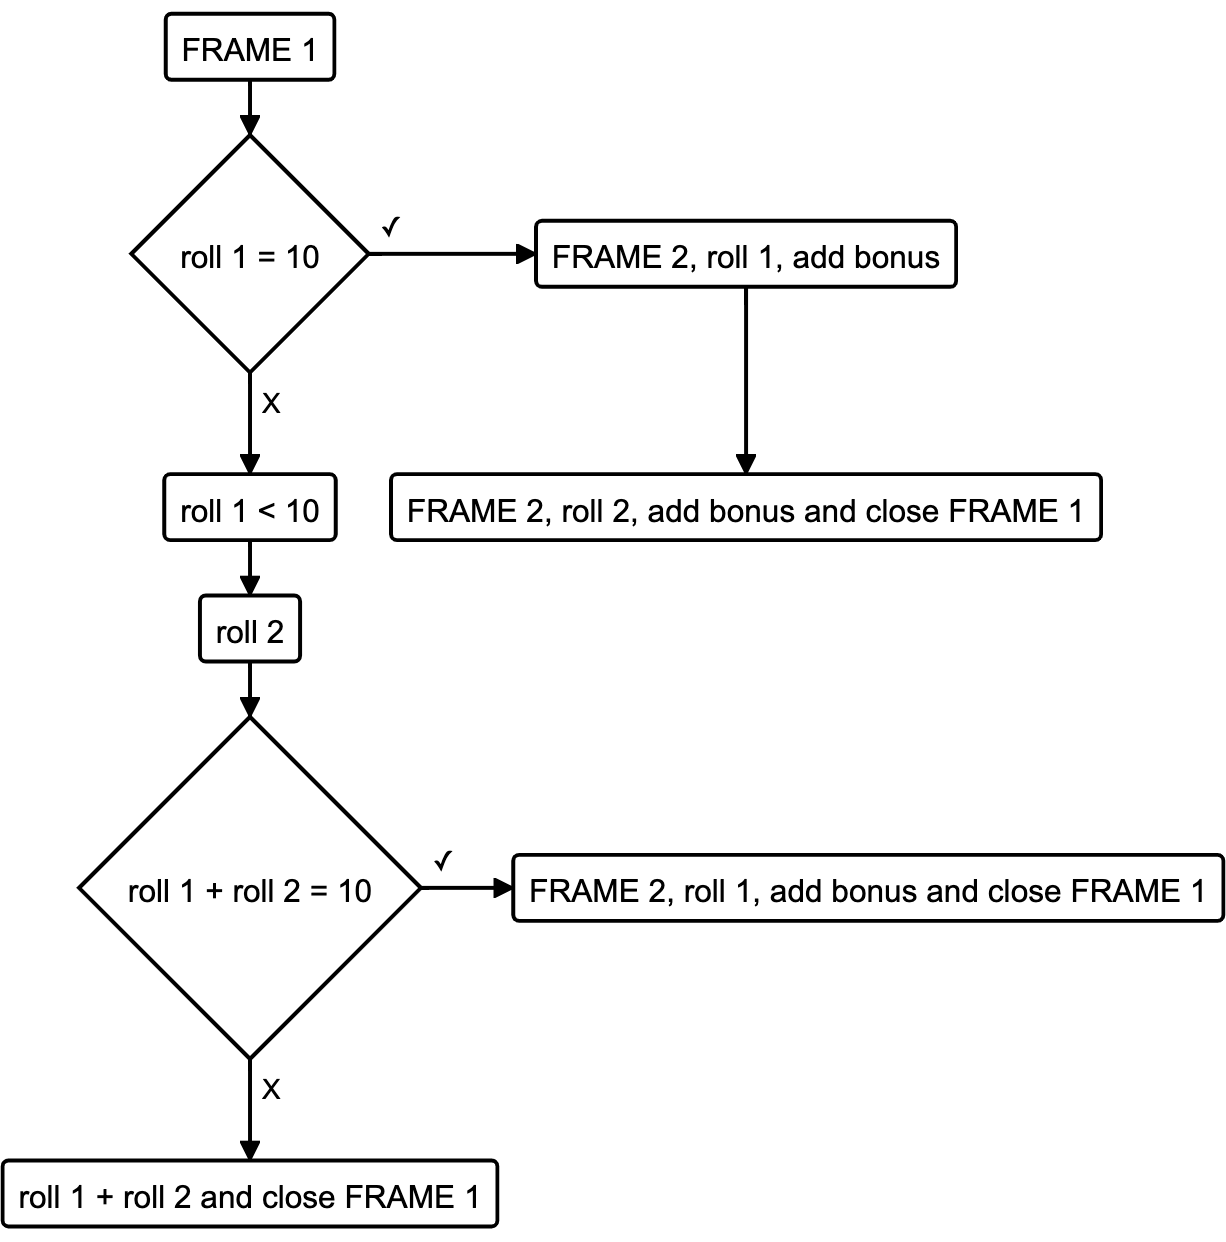 FRAME 1
roll 1 = 10
✓
FRAME 2, roll 1, add bonus
X
roll 1 < 10
FRAME 2, roll 2, add bonus and close FRAME 1
roll 2
roll 1 + roll 2 = 10
✓
FRAME 2, roll 1, add bonus and close FRAME 1
X
roll 1 + roll 2 and close FRAME 1